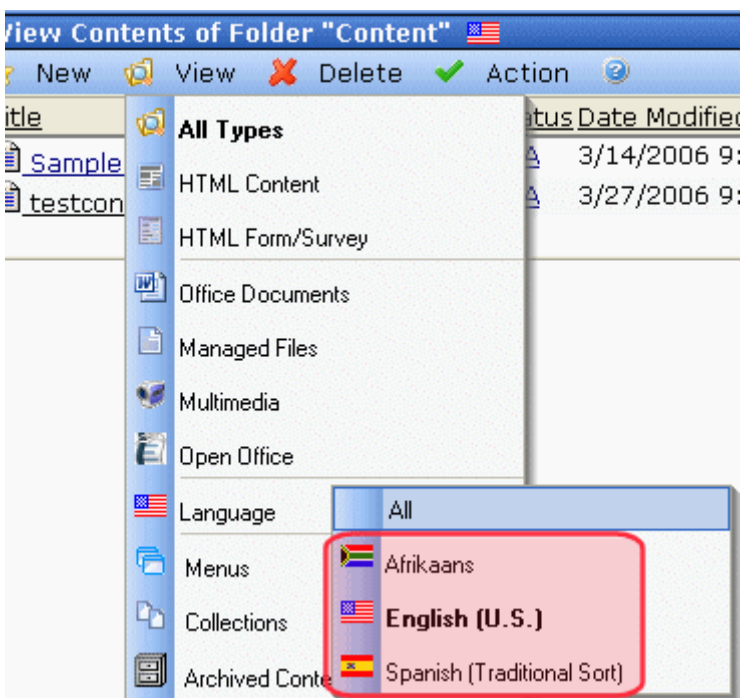 View Contents of Folder "Content"
New View Delete Action
Title Status Date Modified
Sample A 3/14/2006 9:
testcon A 3/27/2006 9:
All Types
HTML Content
HTML Form/Survey
Office Documents
Managed Files
Multimedia
Open Office
Language
All
Afrikaans
English (U.S.)
Spanish (Traditional Sort)
Menus
Collections
Archived Conte